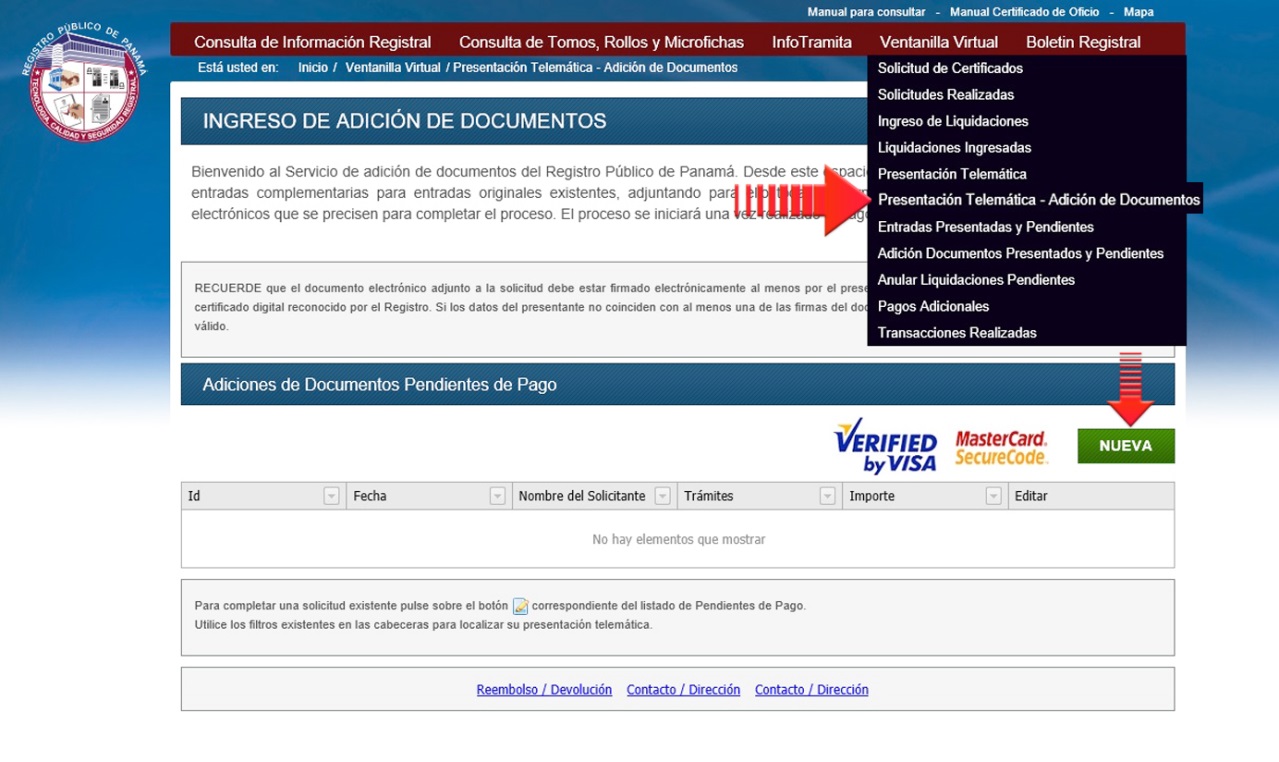 Manual para consultar - Manual Certificado de Oficio - Mapa
REGISTRO PÚBLICO DE PANAMÁ
TECNOLOGÍA, CALIDAD Y SEGURIDAD REGISTRAL
Consulta de Información Registral Consulta de Tomos, Rollos y Microfichas InfoTramita Ventanilla Virtual Boletin Registral
Está usted en: Inicio / Ventanilla Virtual / Presentación Telemática - Adición de Documentos
Solicitud de Certificados
Solicitudes Realizadas
Ingreso de Liquidaciones
Liquidaciones Ingresadas
Presentación Telemática
Presentación Telemática - Adición de Documentos
Entradas Presentadas y Pendientes
Adición Documentos Presentados y Pendientes
Anular Liquidaciones Pendientes
Pagos Adicionales
Transacciones Realizadas
INGRESO DE ADICIÓN DE DOCUMENTOS
Bienvenido al Servicio de adición de documentos del Registro Público de Panamá. Desde este
entradas complementarias para entradas originales existentes, adjuntando para
electrónicos que se precisen para completar el proceso. El proceso se iniciará una vez realizado
RECUERDE que el documento electrónico adjunto a la solicitud debe estar firmado electrónicamente al menos por el
certificado digital reconocido por el Registro. Si los datos del presentante no coinciden con al menos una de las firmas del
válido.
Adiciones de Documentos Pendientes de Pago
VERIFIED by VISA MasterCard. SecureCode. NUEVA
Id Fecha Nombre del Solicitante Trámites Importe Editar
No hay elementos que mostrar
Para completar una solicitud existente pulse sobre el botón correspondiente del listado de Pendientes de Pago.
Utilice los filtros existentes en las cabeceras para localizar su presentación telemática.
Reembolso / Devolución Contacto / Dirección Contacto / Dirección